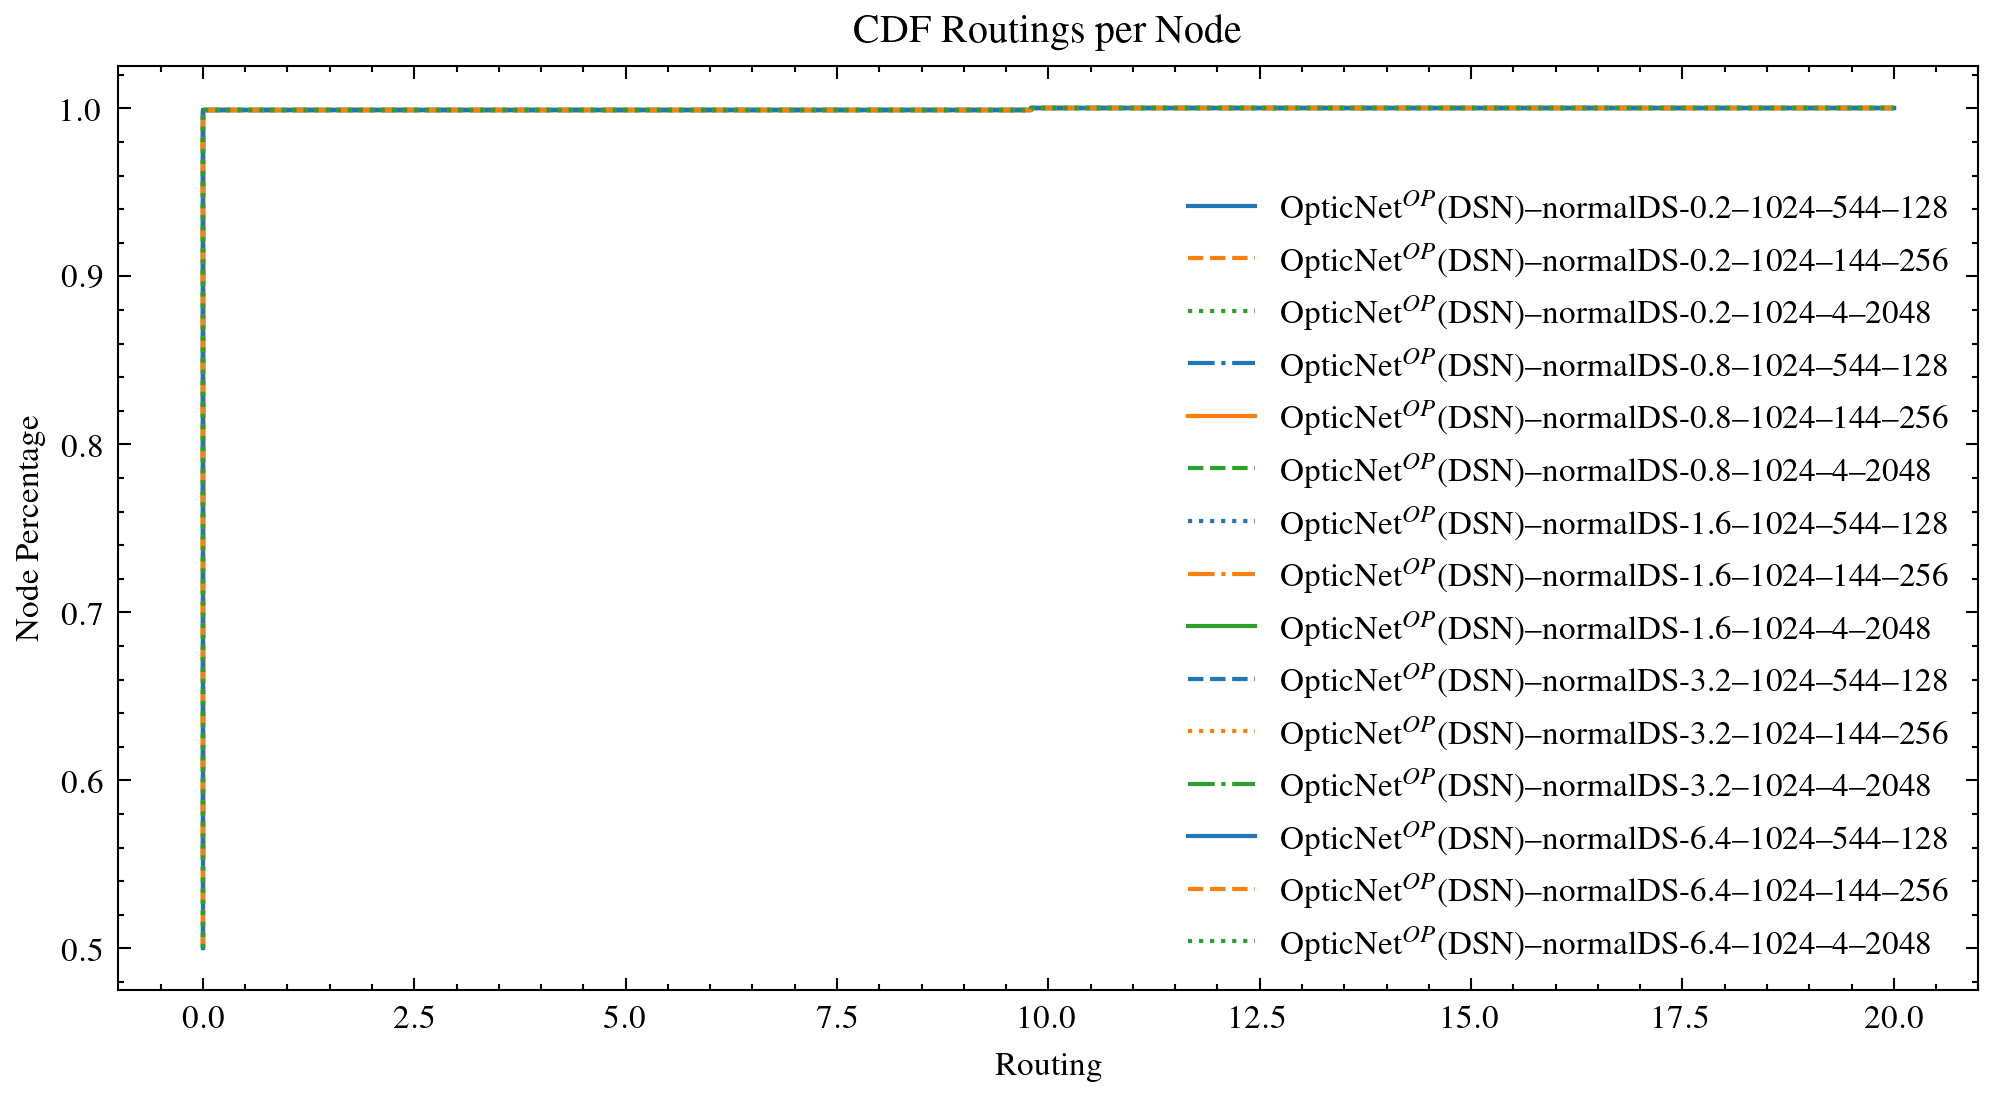 CDF Routings per Node
1.0
0.9
0.8
0.7
0.6
0.5
Node Percentage
OpticNet^OP(DSN)–normalDS-0.2–1024–544–128
OpticNet^OP(DSN)–normalDS-0.2–1024–144–256
OpticNet^OP(DSN)–normalDS-0.2–1024–4–2048
OpticNet^OP(DSN)–normalDS-0.8–1024–544–128
OpticNet^OP(DSN)–normalDS-0.8–1024–144–256
OpticNet^OP(DSN)–normalDS-0.8–1024–4–2048
OpticNet^OP(DSN)–normalDS-1.6–1024–544–128
OpticNet^OP(DSN)–normalDS-1.6–1024–144–256
OpticNet^OP(DSN)–normalDS-1.6–1024–4–2048
OpticNet^OP(DSN)–normalDS-3.2–1024–544–128
OpticNet^OP(DSN)–normalDS-3.2–1024–144–256
OpticNet^OP(DSN)–normalDS-3.2–1024–4–2048
OpticNet^OP(DSN)–normalDS-6.4–1024–544–128
OpticNet^OP(DSN)–normalDS-6.4–1024–144–256
OpticNet^OP(DSN)–normalDS-6.4–1024–4–2048
0.0 2.5 5.0 7.5 10.0 12.5 15.0 17.5 20.0
Routing